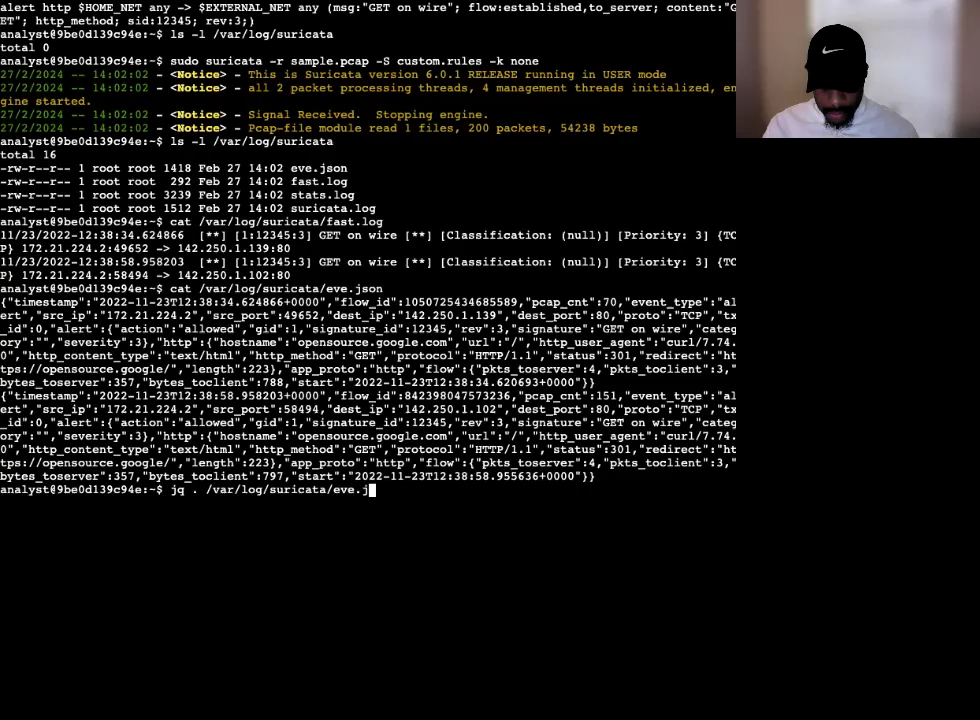 alert http $HOME_NET any -> $EXTERNAL_NET any (msg:"GET on wire"; flow:established,to_server; content:"G
ET"; http_method; sid:12345; rev:3;)
analyst@9be0d139c94e:~$ ls -l /var/log/suricata
total 0
analyst@9be0d139c94e:~$ sudo suricata -r sample.pcap -S custom.rules -k none
27/2/2024 -- 14:02:02 - <Notice> - This is Suricata version 6.0.1 RELEASE running in USER mode
27/2/2024 -- 14:02:02 - <Notice> - all 2 packet processing threads, 4 management threads initialized, en
gine started.
27/2/2024 -- 14:02:02 - <Notice> - Signal Received.  Stopping engine.
27/2/2024 -- 14:02:02 - <Notice> - Pcap-file module read 1 files, 200 packets, 54238 bytes
analyst@9be0d139c94e:~$ ls -l /var/log/suricata
total 16
-rw-r--r-- 1 root root 1418 Feb 27 14:02 eve.json
-rw-r--r-- 1 root root  292 Feb 27 14:02 fast.log
-rw-r--r-- 1 root root 3239 Feb 27 14:02 stats.log
-rw-r--r-- 1 root root 1512 Feb 27 14:02 suricata.log
analyst@9be0d139c94e:~$ cat /var/log/suricata/fast.log
11/23/2022-12:38:34.624866  [**] [1:12345:3] GET on wire [**] [Classification: (null)] [Priority: 3] {TC
P} 172.21.224.2:49652 -> 142.250.1.139:80
11/23/2022-12:38:58.958203  [**] [1:12345:3] GET on wire [**] [Classification: (null)] [Priority: 3] {TC
P} 172.21.224.2:58494 -> 142.250.1.102:80
analyst@9be0d139c94e:~$ cat /var/log/suricata/eve.json
{"timestamp":"2022-11-23T12:38:34.624866+0000","flow_id":1050725434685589,"pcap_cnt":70,"event_type":"al
ert","src_ip":"172.21.224.2","src_port":49652,"dest_ip":"142.250.1.139","dest_port":80,"proto":"TCP","tx
_id":0,"alert":{"action":"allowed","gid":1,"signature_id":12345,"rev":3,"signature":"GET on wire","categ
ory":"","severity":3},"http":{"hostname":"opensource.google.com","url":"/","http_user_agent":"curl/7.74.
0","http_content_type":"text/html","http_method":"GET","protocol":"HTTP/1.1","status":301,"redirect":"ht
tps://opensource.google/","length":223},"app_proto":"http","flow":{"pkts_toserver":4,"pkts_toclient":3,"
bytes_toserver":357,"bytes_toclient":788,"start":"2022-11-23T12:38:34.620693+0000"}}
{"timestamp":"2022-11-23T12:38:58.958203+0000","flow_id":842398047573236,"pcap_cnt":151,"event_type":"al
ert","src_ip":"172.21.224.2","src_port":58494,"dest_ip":"142.250.1.102","dest_port":80,"proto":"TCP","tx
_id":0,"alert":{"action":"allowed","gid":1,"signature_id":12345,"rev":3,"signature":"GET on wire","categ
ory":"","severity":3},"http":{"hostname":"opensource.google.com","url":"/","http_user_agent":"curl/7.74.
0","http_content_type":"text/html","http_method":"GET","protocol":"HTTP/1.1","status":301,"redirect":"ht
tps://opensource.google/","length":223},"app_proto":"http","flow":{"pkts_toserver":4,"pkts_toclient":3,"
bytes_toserver":357,"bytes_toclient":797,"start":"2022-11-23T12:38:58.955636+0000"}}
analyst@9be0d139c94e:~$ jq . /var/log/suricata/eve.j